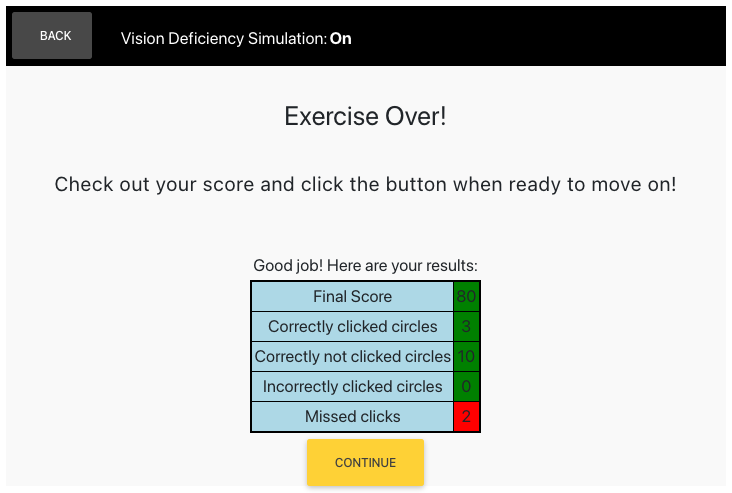 BACK
Vision Deficiency Simulation: On
Exercise Over!
Check out your score and click the button when ready to move on!
Good job! Here are your results:
Final Score 80
Correctly clicked circles 3
Correctly not clicked circles 10
Incorrectly clicked circles 0
Missed clicks 2
CONTINUE